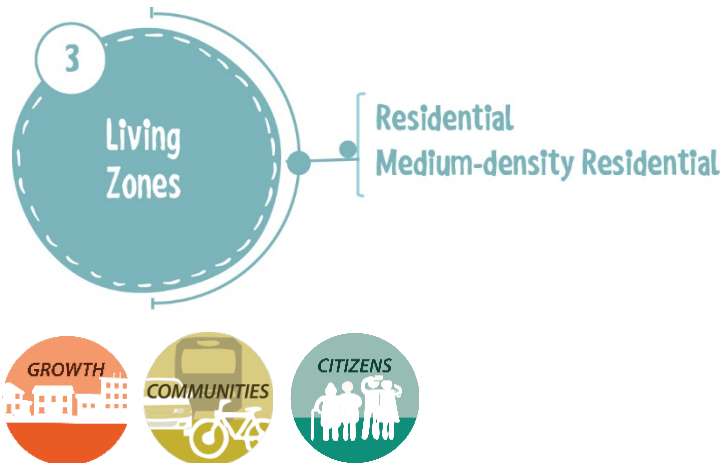 3
Living
Zones
Residential
Medium-density Residential
GROWTH
COMMUNITIES
CITIZENS